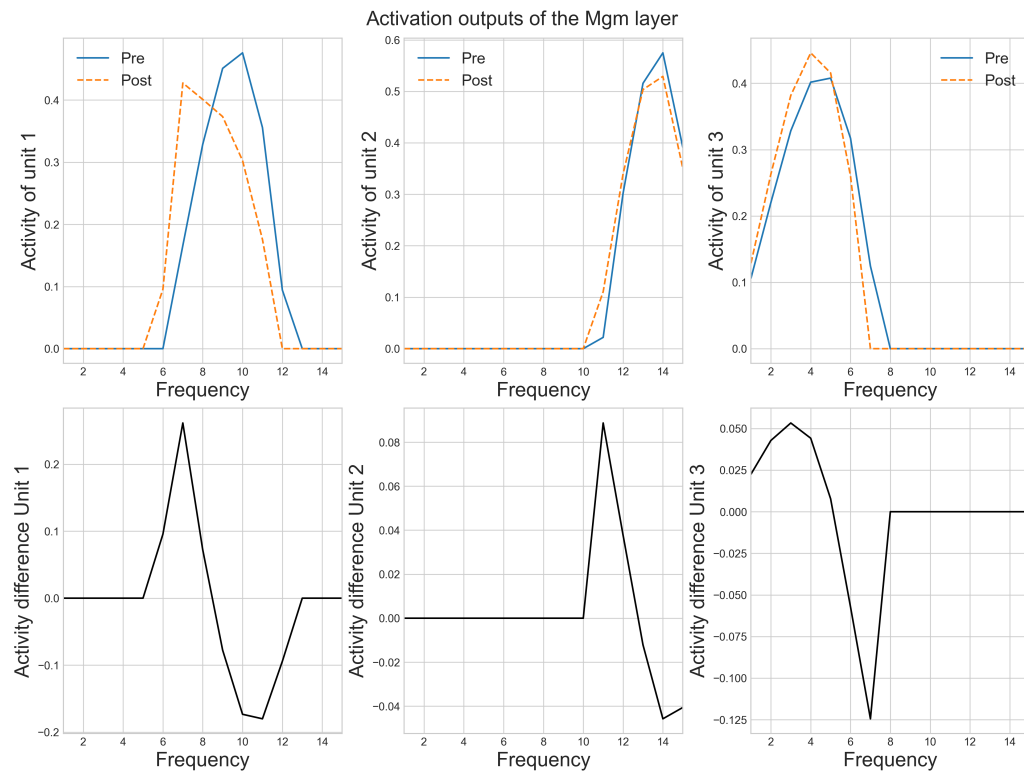 Activation outputs of the Mgm layer
Pre
Post
Activity of unit 1
0.4
0.3
0.2
0.1
0.0
2 4 6 8 10 12 14
Frequency
Pre
Post
Activity of unit 2
0.6
0.5
0.4
0.3
0.2
0.1
0.0
2 4 6 8 10 12 14
Frequency
Pre
Post
Activity of unit 3
0.4
0.3
0.2
0.1
0.0
2 4 6 8 10 12 14
Frequency
Activity difference Unit 1
0.2
0.1
0.0
−0.1
−0.2
2 4 6 8 10 12 14
Frequency
Activity difference Unit 2
0.08
0.06
0.04
0.02
0.00
−0.02
−0.04
2 4 6 8 10 12 14
Frequency
Activity difference Unit 3
0.050
0.025
0.000
−0.025
−0.050
−0.075
−0.100
−0.125
2 4 6 8 10 12 14
Frequency